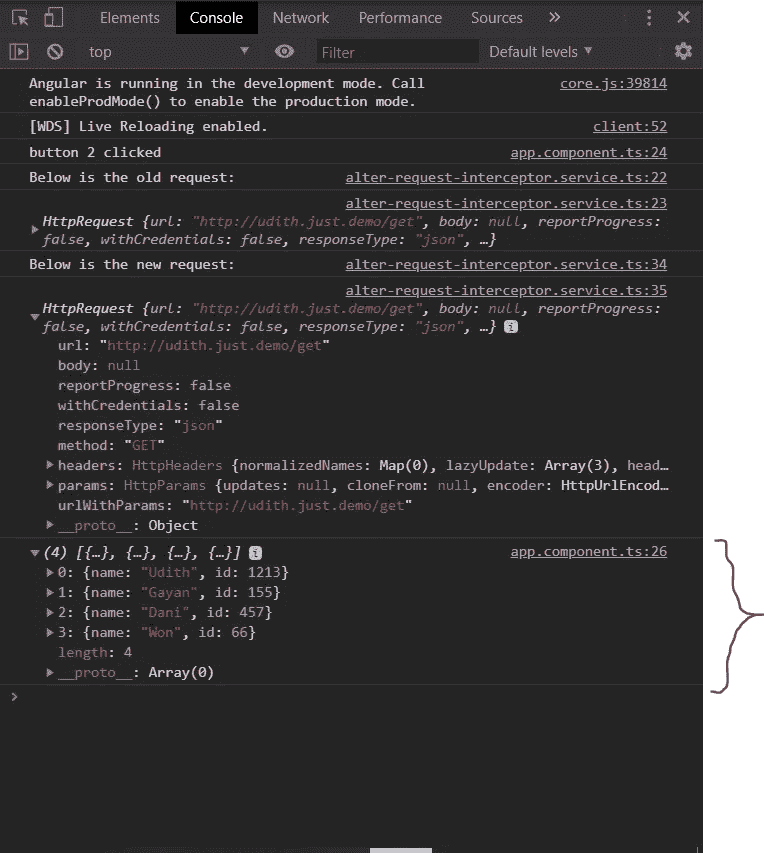 Elements Console Network Performance Sources »
top Filter Default levels
Angular is running in the development mode. Call core.js:39814
enableProdMode() to enable the production mode.
[WDS] Live Reloading enabled. client:52
button 2 clicked app.component.ts:24
Below is the old request: alter-request-interceptor.service.ts:22
alter-request-interceptor.service.ts:23
HttpRequest {url: "http://udith.just.demo/get", body: null, reportProgress:
false, withCredentials: false, responseType: "json", …}
Below is the new request: alter-request-interceptor.service.ts:34
alter-request-interceptor.service.ts:35
HttpRequest {url: "http://udith.just.demo/get", body: null, reportProgress:
false, withCredentials: false, responseType: "json", …} i
url: "http://udith.just.demo/get"
body: null
reportProgress: false
withCredentials: false
responseType: "json"
method: "GET"
headers: HttpHeaders {normalizedNames: Map(0), lazyUpdate: Array(3), head…
params: HttpParams {updates: null, cloneFrom: null, encoder: HttpUrlEncod…
urlWithParams: "http://udith.just.demo/get"
__proto__: Object
(4) [{…}, {…}, {…}, {…}] i app.component.ts:26
0: {name: "Udith", id: 1213}
1: {name: "Gayan", id: 155}
2: {name: "Dani", id: 457}
3: {name: "Won", id: 66}
length: 4
__proto__: Array(0)
>